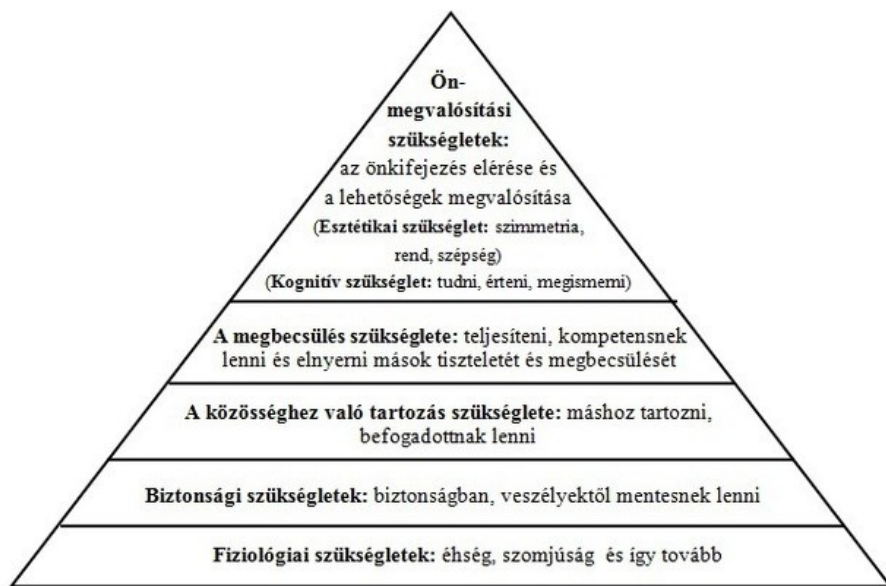 Ön-
megvalósítási
szükségletek:
az önkifejezés elérése és
a lehetőségek megvalósítása
(Esztétikai szükséglet: szimmetria,
rend, szépség)
(Kognitív szükséglet: tudni, érteni, megismerni)
A megbecsülés szükséglete: teljesíteni, kompetensnek
lenni és elnyerni mások tiszteletét és megbecsülését
A közösséghez való tartozás szükséglete: máshoz tartozni,
befogadottnak lenni
Biztonsági szükségletek: biztonságban, veszélyektől mentesnek lenni
Fiziológiai szükségletek: éhség, szomjúság és így tovább